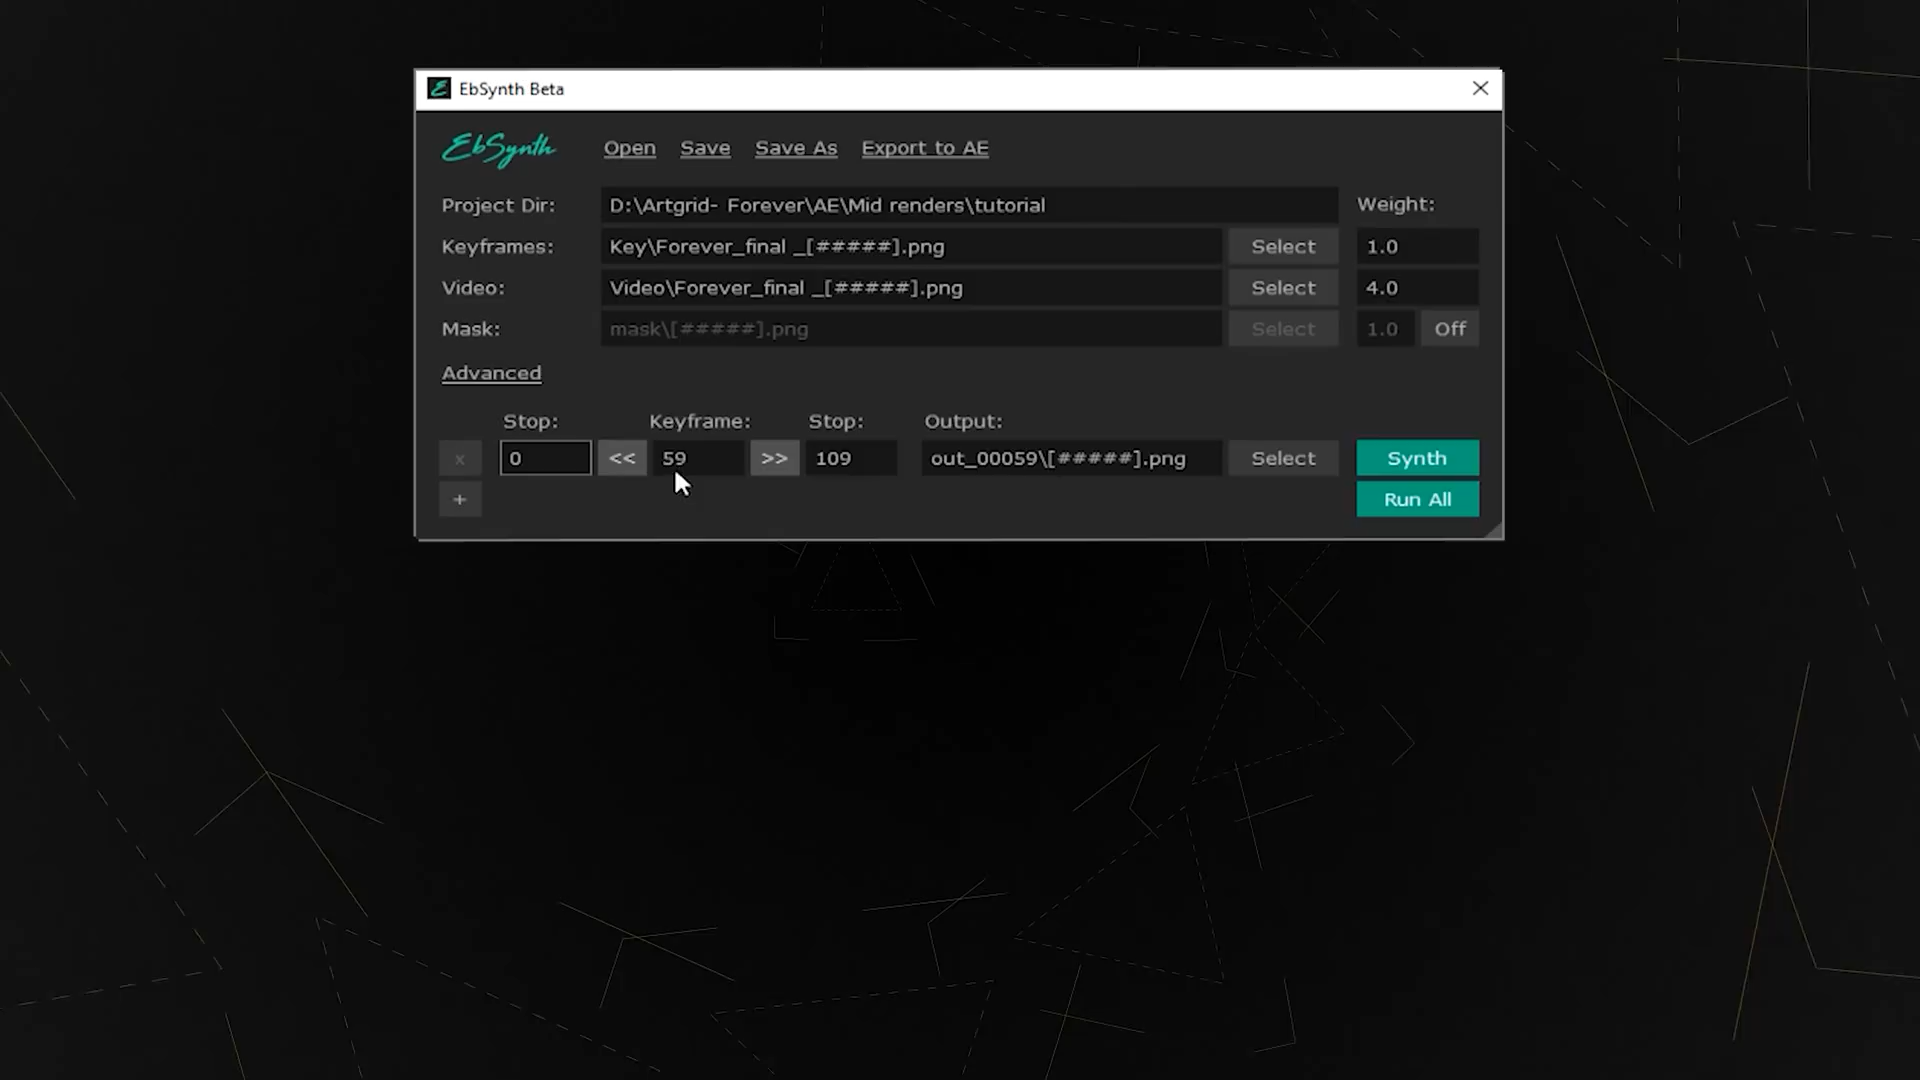 EbSynth Beta
EbSynth Open Save Save As Export to AE
Project Dir: D:\Artgrid- Forever\AE\Mid renders\tutorial Weight:
Keyframes: Key\Forever_final _[#####].png Select 1.0
Video: Video\Forever_final _[#####].png Select 4.0
Mask: mask\[#####].png Select 1.0 Off
Advanced
Stop: Keyframe: Stop: Output:
x 0 << 59 >> 109 out_00059\[#####].png Select Synth
+ Run All